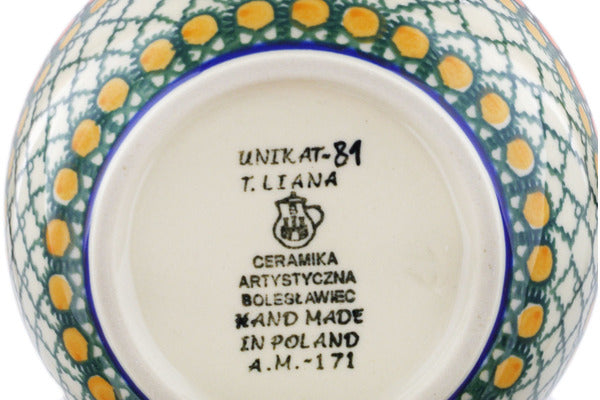 UNIKAT-81
T. LIANA
CERAMIKA
ARTYSTYCZNA
BOLESŁAWIEC
HAND MADE
IN POLAND
A.M.-171